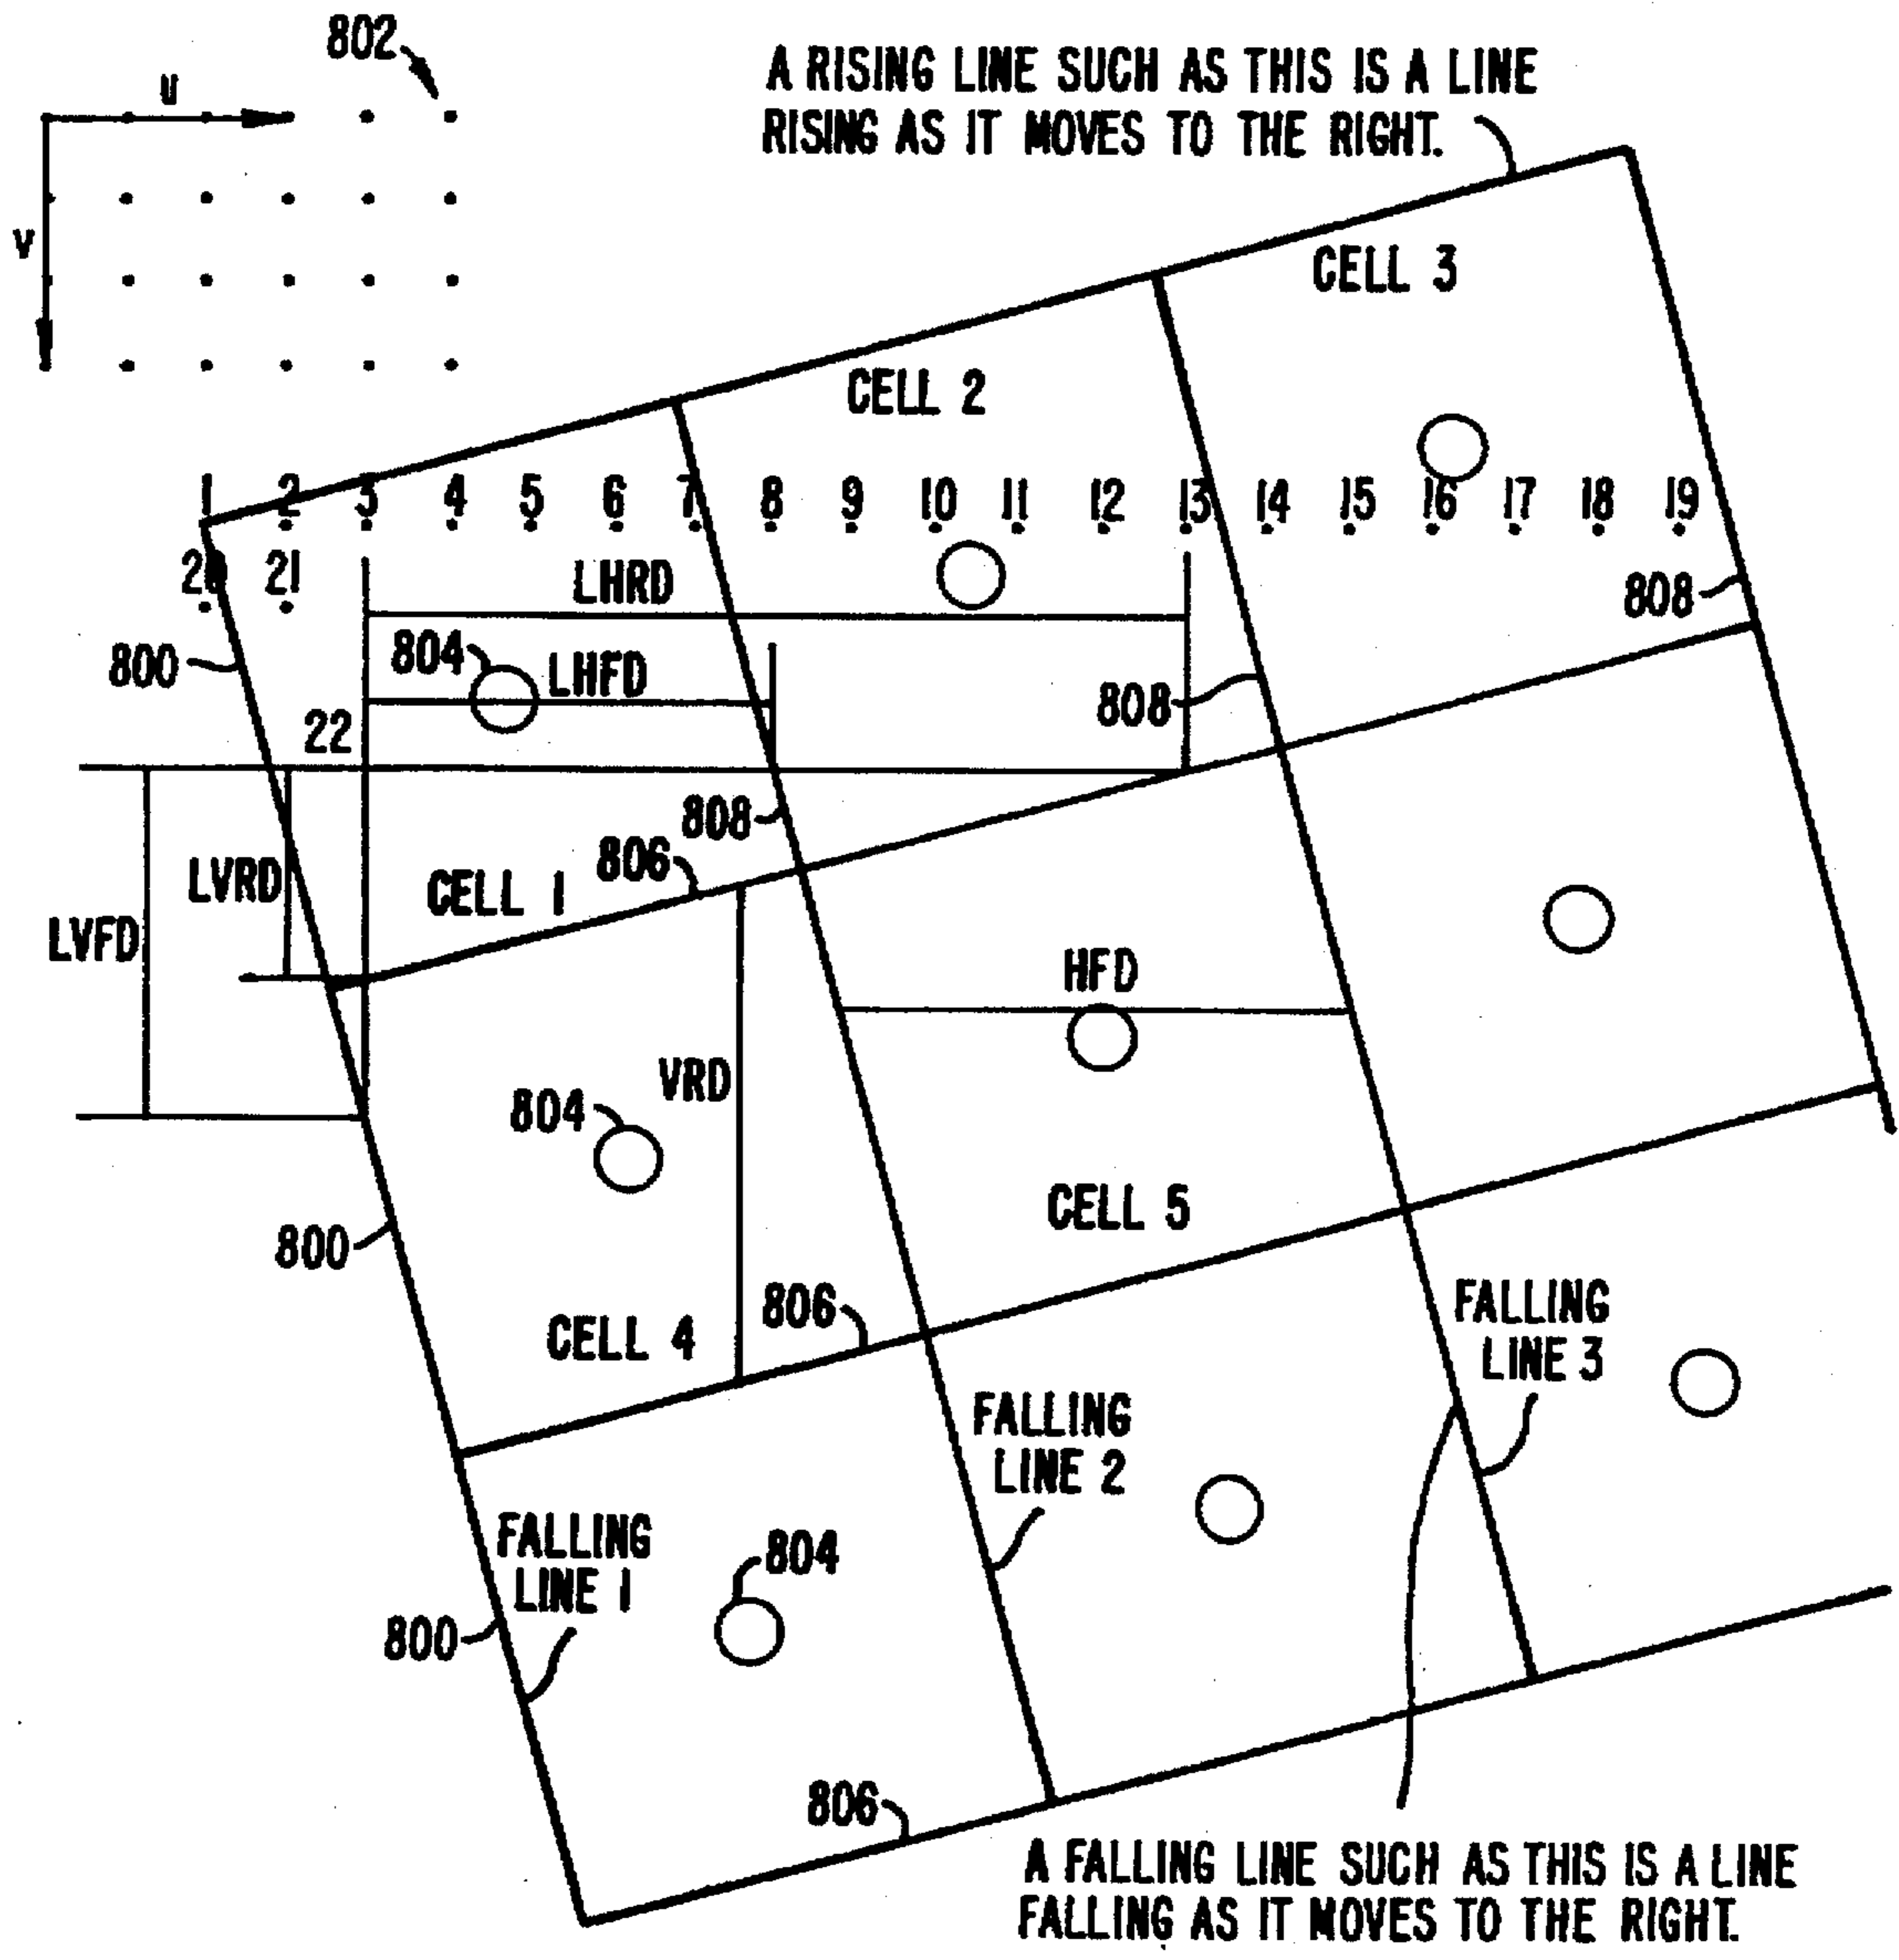 802
U
A RISING LINE SUCH AS THIS IS A LINE
RISING AS IT MOVES TO THE RIGHT.
V
CELL 3
CELL 2
1 2 3 4 5 6 7 8 9 10 11 12 13 14 15 16 17 18 19
20 21
LHRD
808
800
804
LHFD
808
22
808
806
LVRD
CELL 1
LVFD
HFD
VRD
804
CELL 5
800
806
CELL 4
FALLING
LINE 3
FALLING
LINE 2
FALLING
LINE 1
804
800
806
A FALLING LINE SUCH AS THIS IS A LINE
FALLING AS IT MOVES TO THE RIGHT.